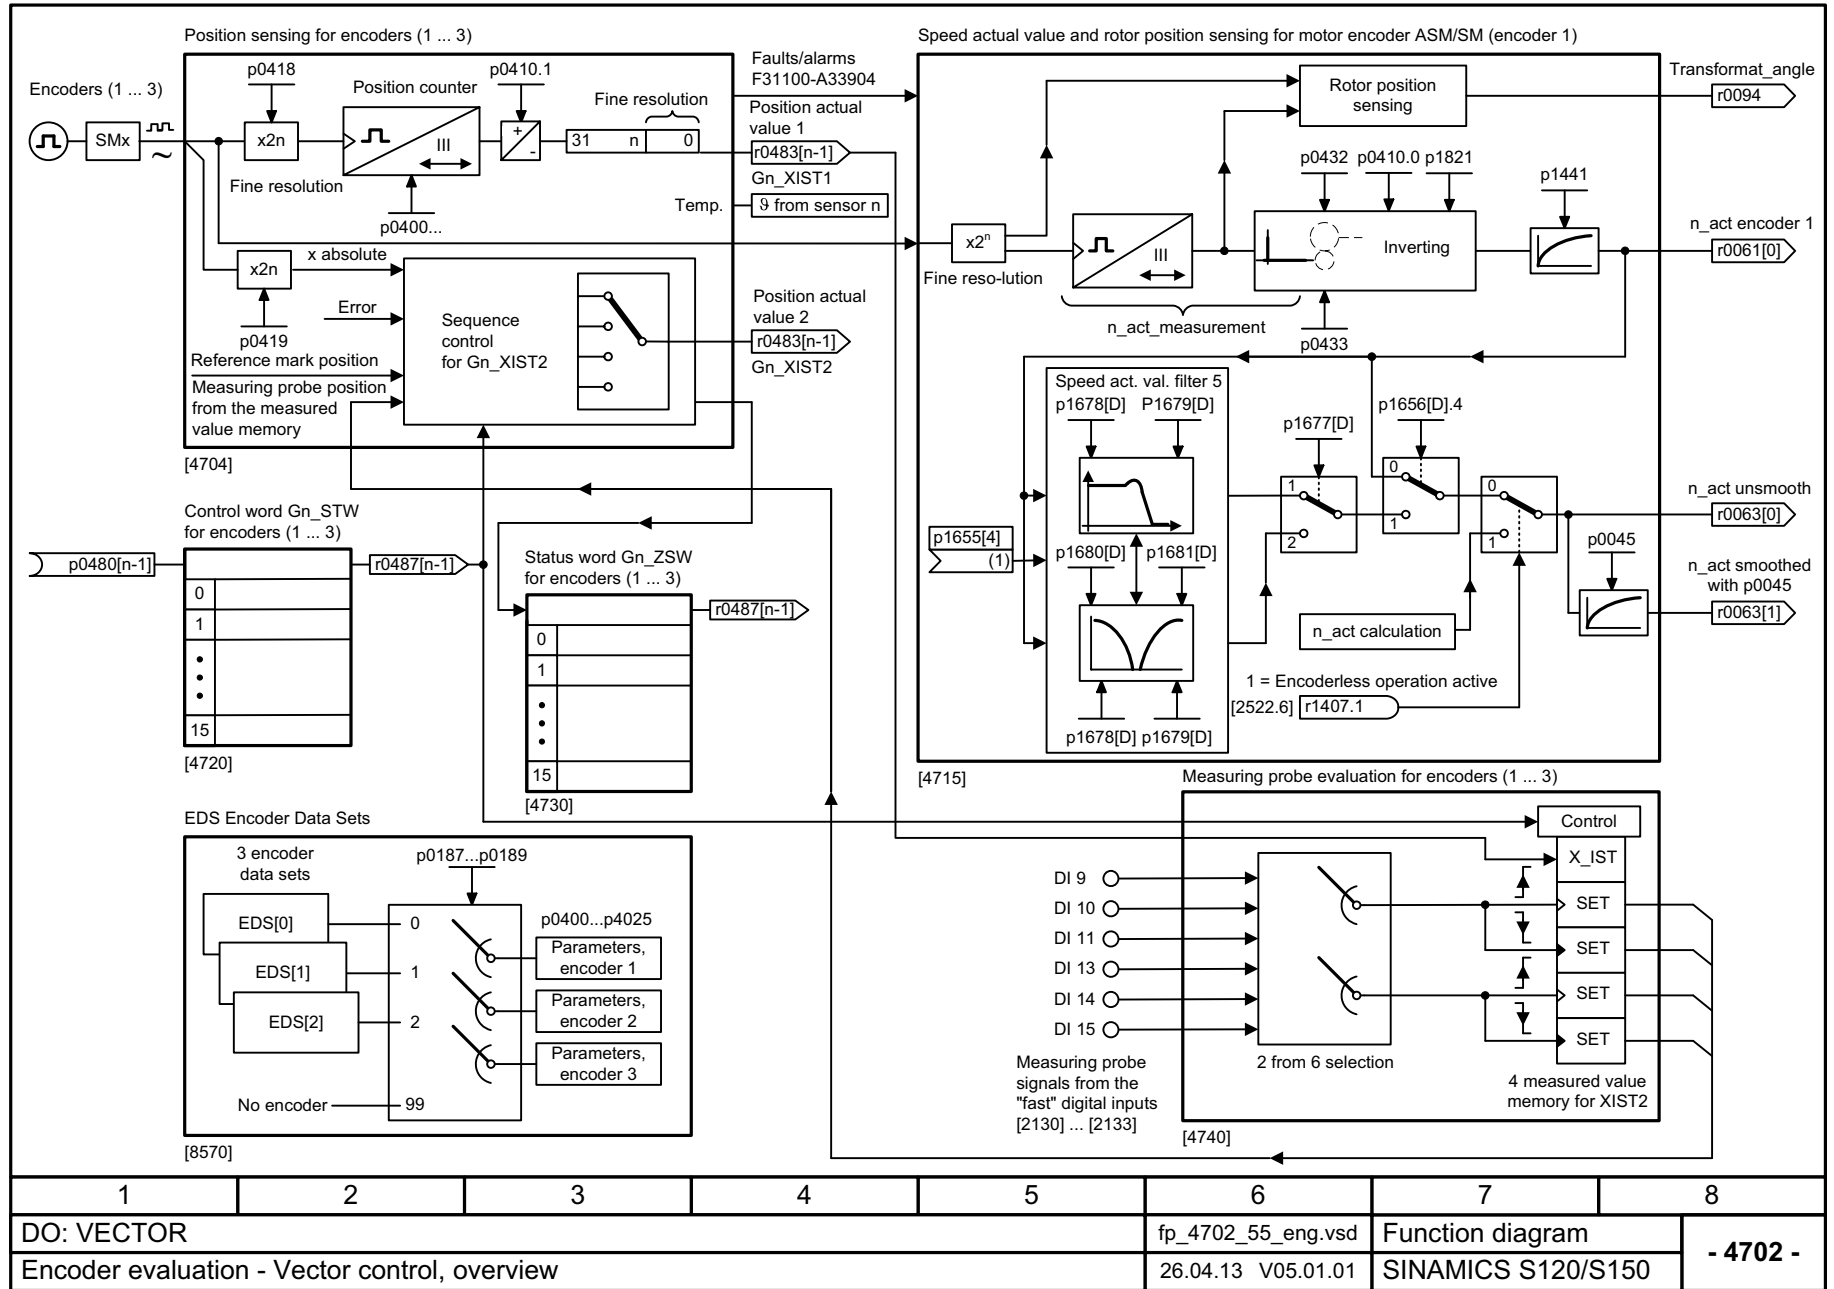 Position sensing for encoders (1 ... 3)
Encoders (1 ... 3)
SMx
p0418
x2n
Fine resolution
Position counter
III
p0400...
p0410.1
+
-
Fine resolution
31 n 0
Faults/alarms
F31100-A33904
Position actual
value 1
r0483[n-1]
Gn_XIST1
Temp.
ϑ from sensor n
x2n
x absolute
p0419
Error
Reference mark position
Measuring probe position
from the measured
value memory
Sequence
control
for Gn_XIST2
Position actual
value 2
r0483[n-1]
Gn_XIST2
[4704]
Speed actual value and rotor position sensing for motor encoder ASM/SM (encoder 1)
Rotor position
sensing
Transformat_angle
r0094
x2ⁿ
Fine reso-lution
III
n_act_measurement
p0432 p0410.0 p1821
Inverting
p0433
p1441
n_act encoder 1
r0061[0]
Speed act. val. filter 5
p1678[D] P1679[D]
p1680[D] p1681[D]
p1678[D] p1679[D]
p1655[4]
(1)
p1677[D]
1
2
p1656[D].4
0
1
0
1
n_act unsmooth
r0063[0]
p0045
n_act smoothed
with p0045
r0063[1]
n_act calculation
1 = Encoderless operation active
[2522.6] r1407.1
[4715]
Control word Gn_STW
for encoders (1 ... 3)
p0480[n-1]
r0487[n-1]
0
1
15
[4720]
Status word Gn_ZSW
for encoders (1 ... 3)
r0487[n-1]
0
1
15
[4730]
EDS Encoder Data Sets
3 encoder
data sets
EDS[0]
EDS[1]
EDS[2]
No encoder
p0187...p0189
0
1
2
99
p0400...p4025
Parameters,
encoder 1
Parameters,
encoder 2
Parameters,
encoder 3
[8570]
Measuring probe evaluation for encoders (1 ... 3)
DI 9
DI 10
DI 11
DI 13
DI 14
DI 15
Measuring probe
signals from the
"fast" digital inputs
[2130] ... [2133]
2 from 6 selection
Control
X_IST
SET
SET
SET
SET
4 measured value
memory for XIST2
[4740]
1 2 3 4 5 6 7 8
DO: VECTOR
Encoder evaluation - Vector control, overview
fp_4702_55_eng.vsd
26.04.13 V05.01.01
Function diagram
SINAMICS S120/S150
- 4702 -